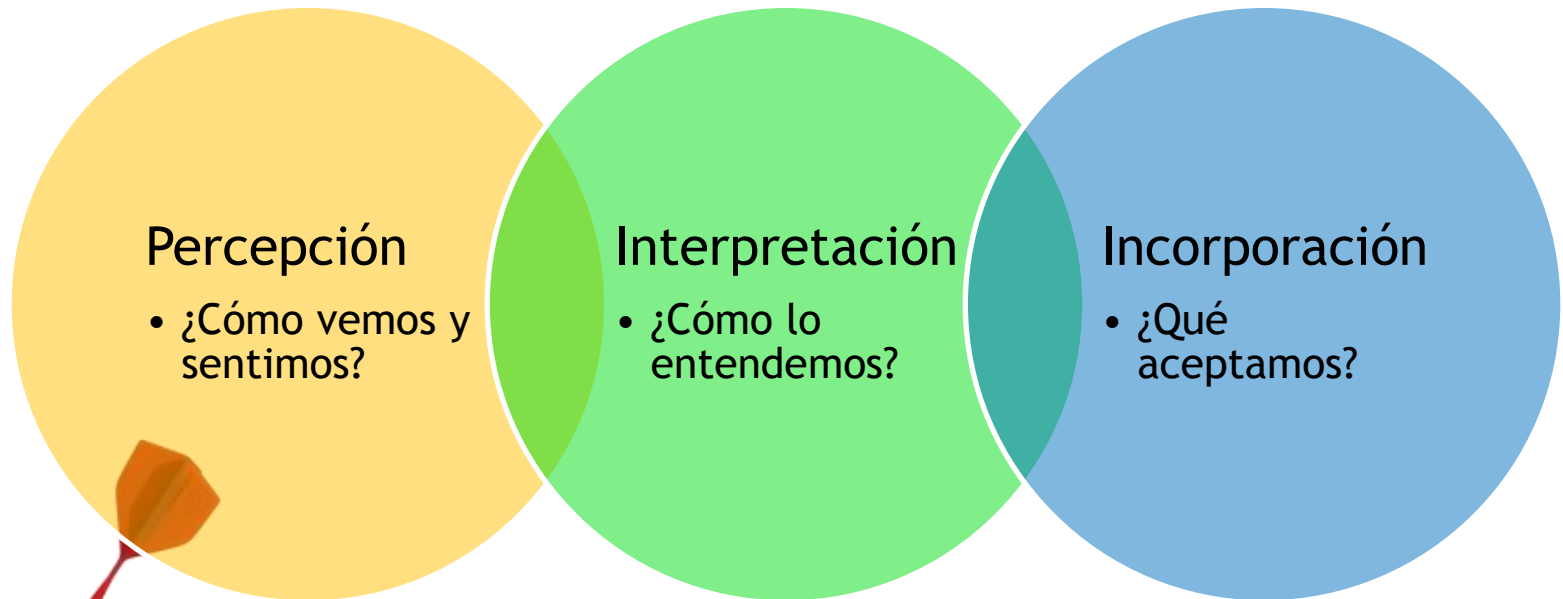 Percepción
• ¿Cómo vemos y
sentimos?
Interpretación
• ¿Cómo lo
entendemos?
Incorporación
• ¿Qué
aceptamos?